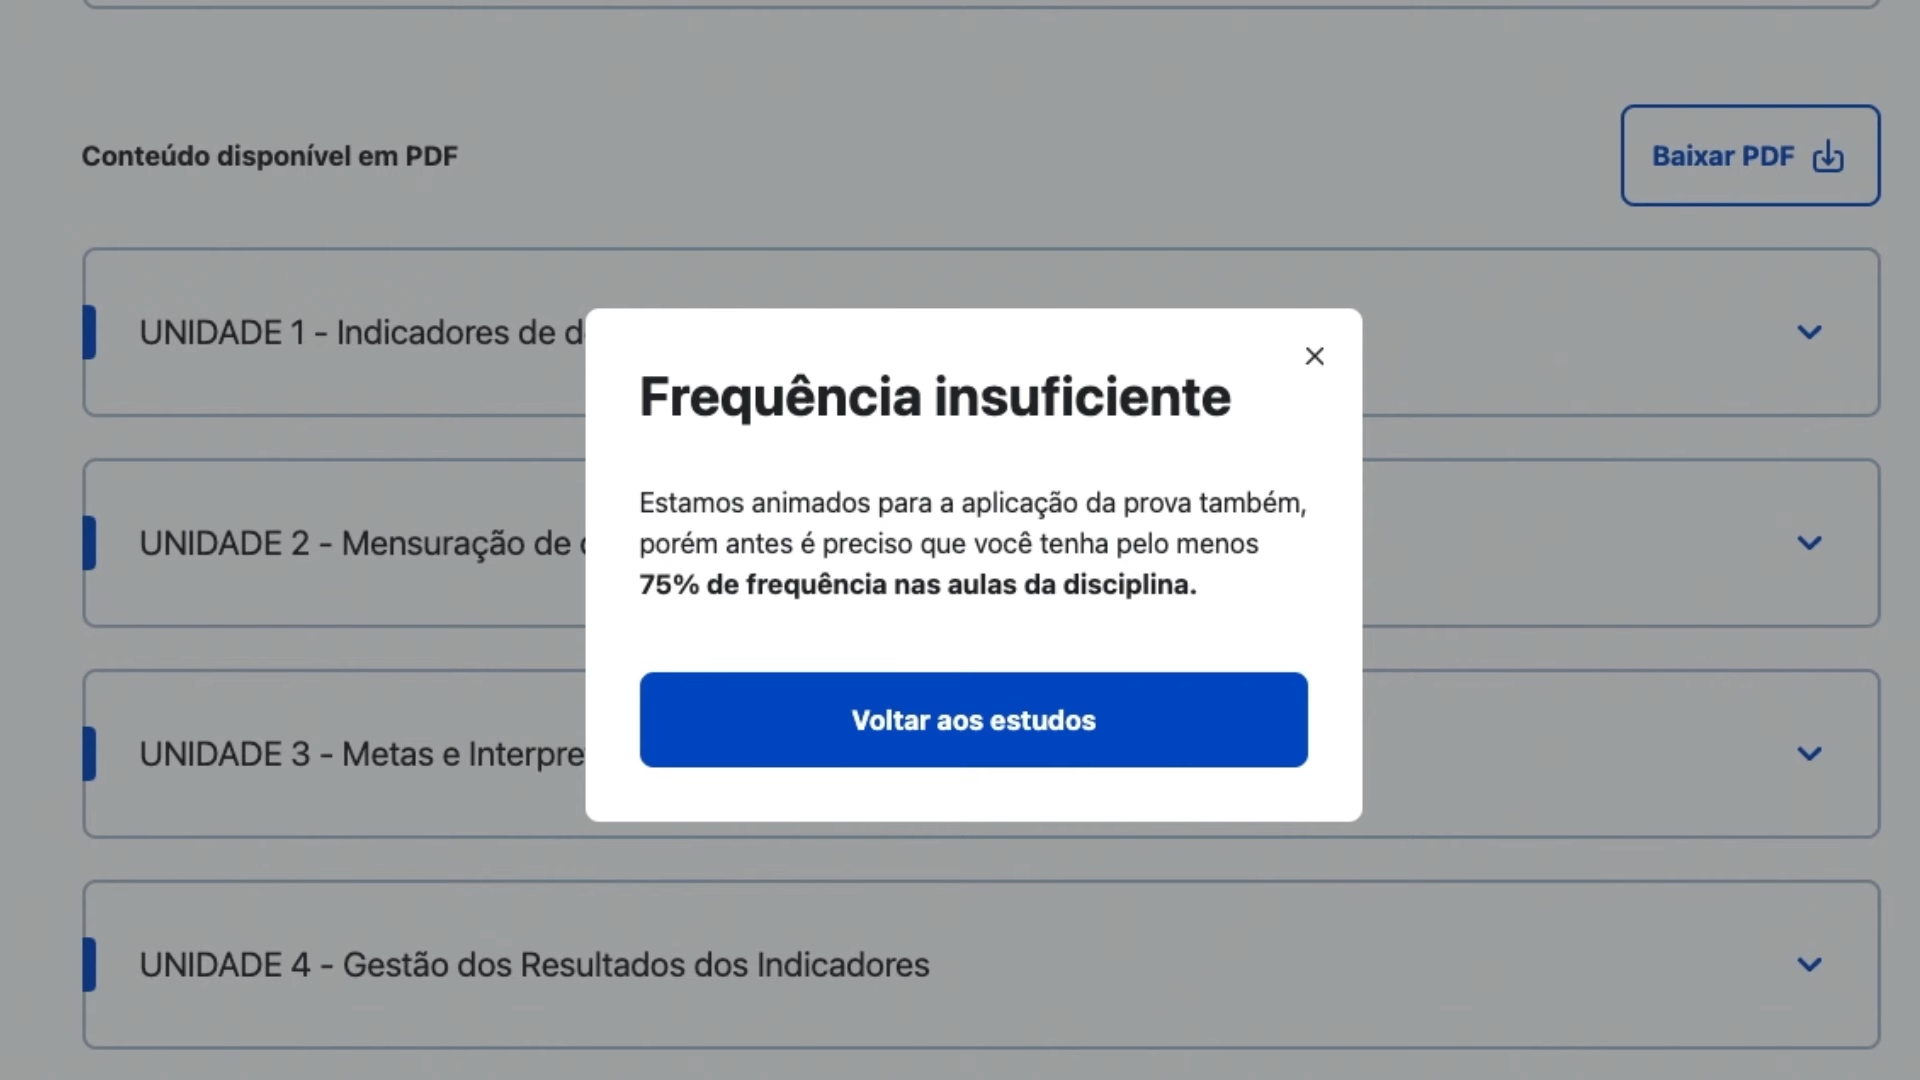 Conteúdo disponível em PDF
Baixar PDF
UNIDADE 1 - Indicadores de
Frequência insuficiente
Estamos animados para a aplicação da prova também,
porém antes é preciso que você tenha pelo menos
75% de frequência nas aulas da disciplina.
UNIDADE 2 - Mensuração de
Voltar aos estudos
UNIDADE 3 - Metas e
UNIDADE 4 - Gestão dos Resultados dos Indicadores